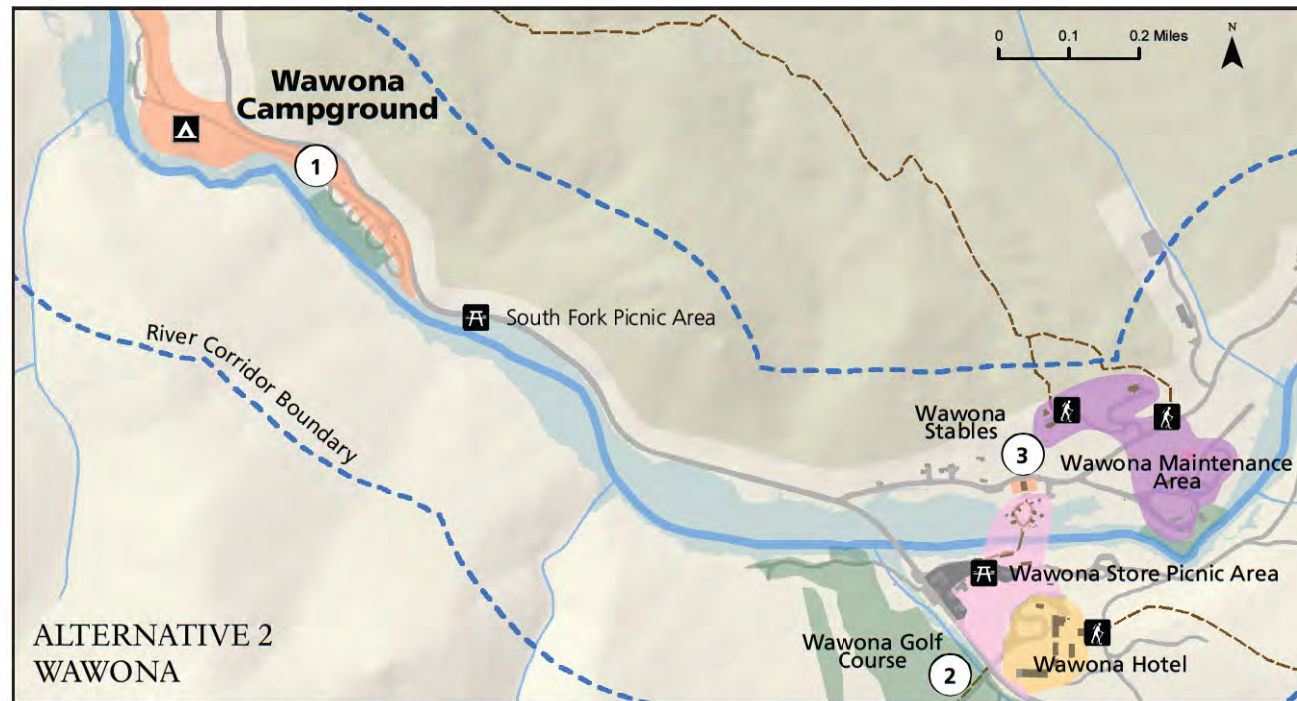 0 0.1 0.2 Miles
N
Wawona
Campground
1
South Fork Picnic Area
River Corridor Boundary
Wawona
Stables
3
Wawona Maintenance
Area
Wawona Store Picnic Area
Wawona Golf
Course
2
Wawona Hotel
ALTERNATIVE 2
WAWONA